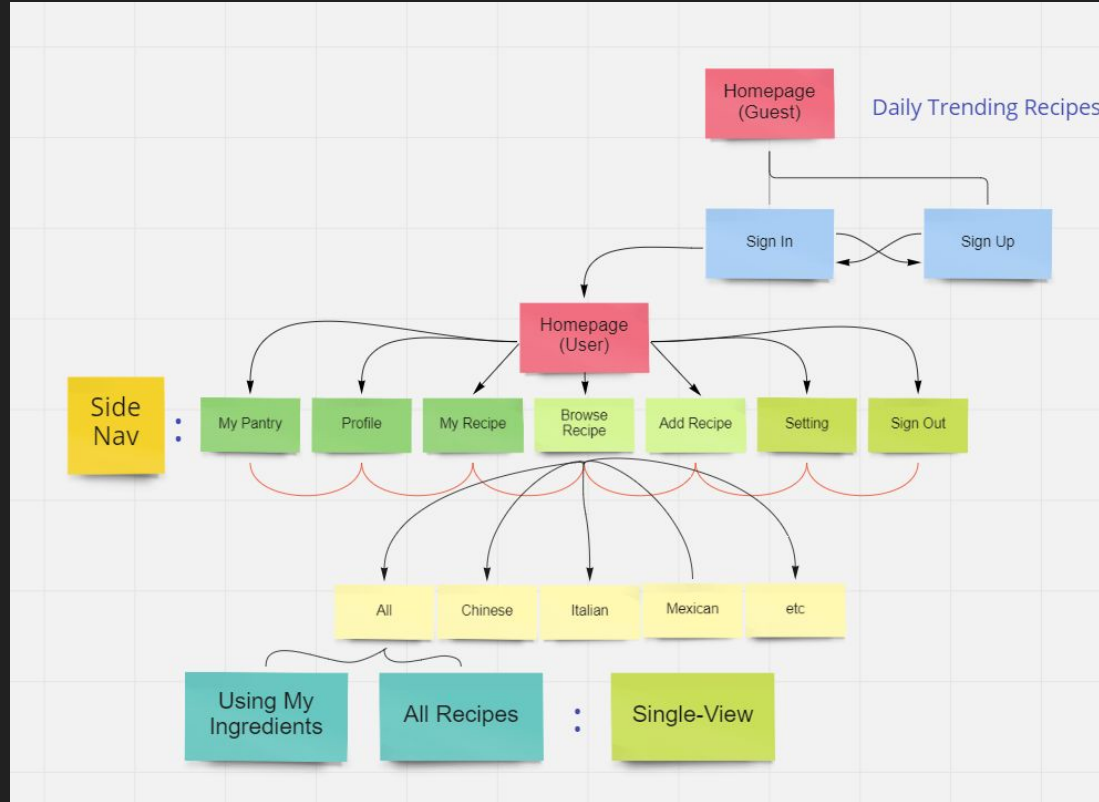 Homepage
(Guest)
Daily Trending Recipes
Sign In
Sign Up
Homepage
(User)
Side
Nav
:
My Pantry
Profile
My Recipe
Browse
Recipe
Add Recipe
Setting
Sign Out
All
Chinese
Italian
Mexican
etc
Using My
Ingredients
All Recipes
:
Single-View